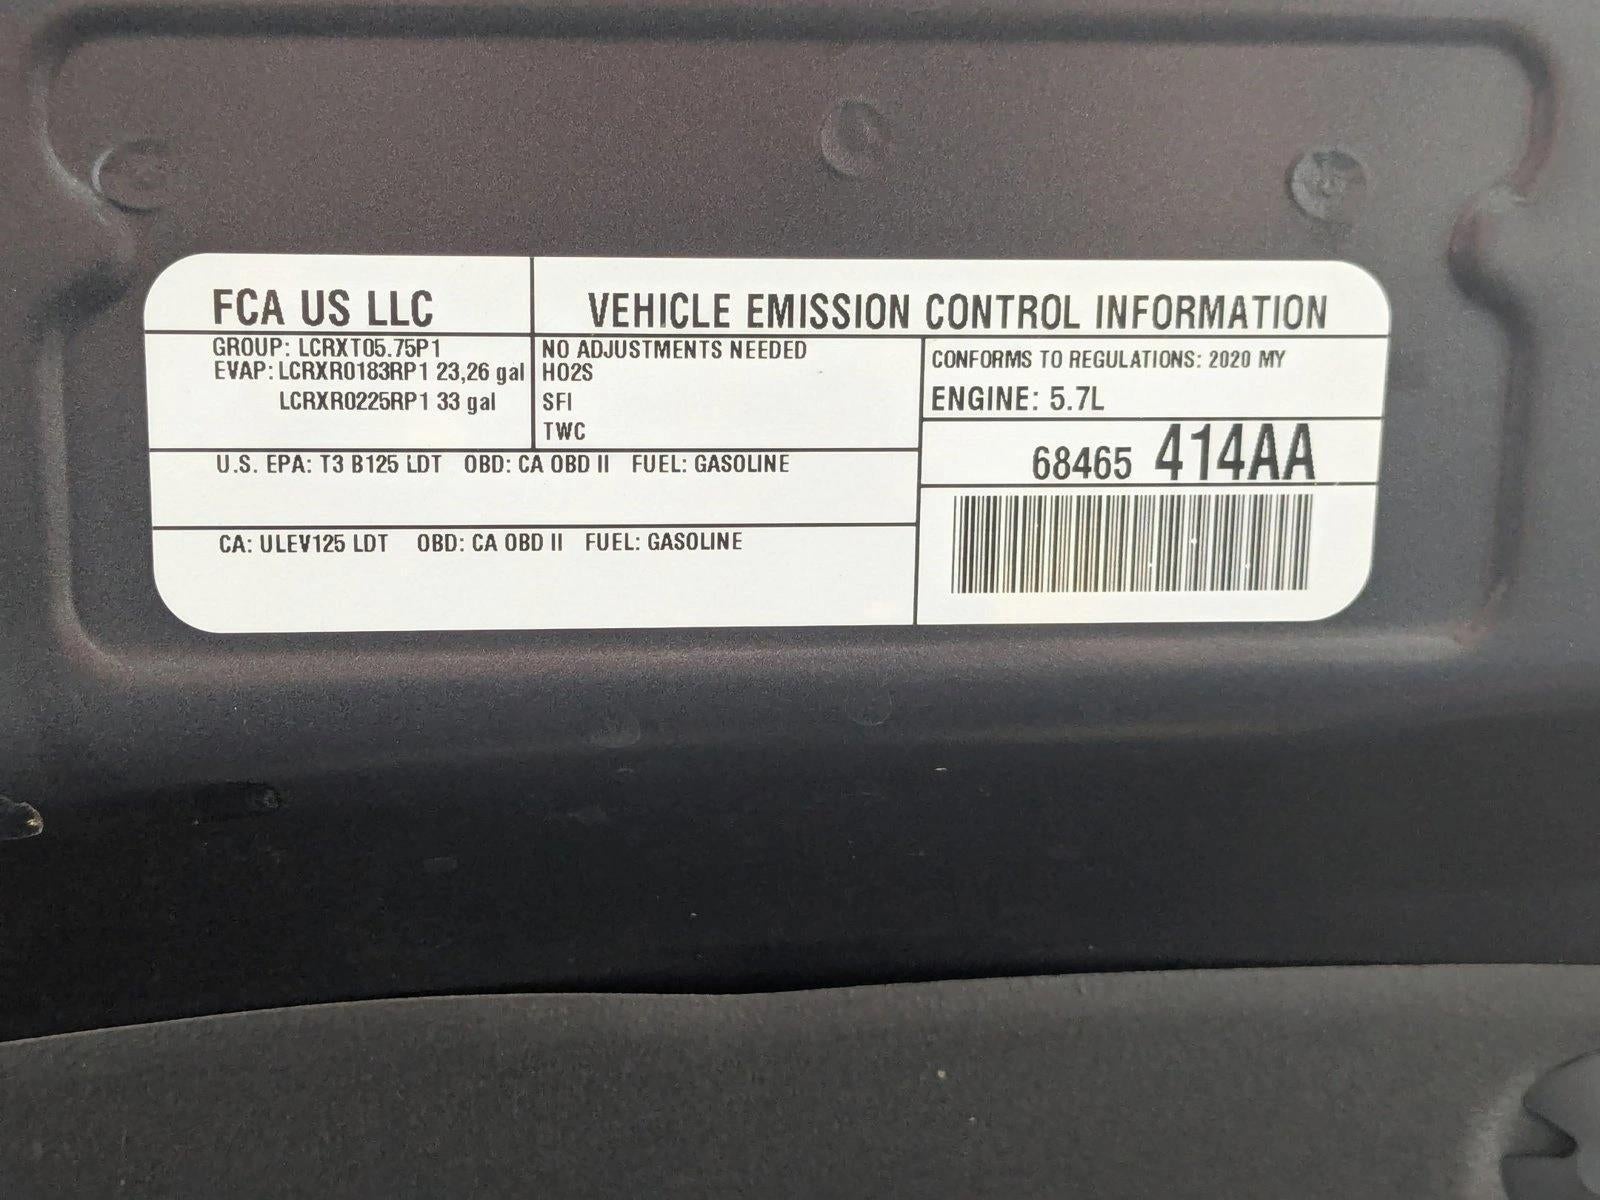 FCA US LLC
VEHICLE EMISSION CONTROL INFORMATION
GROUP: LCRXT05.75P1
EVAP: LCRXR0183RP1 23,26 gal
LCRXR0225RP1 33 gal
NO ADJUSTMENTS NEEDED
HO2S
SFI
TWC
CONFORMS TO REGULATIONS: 2020 MY
ENGINE: 5.7L
68465 414AA
U.S. EPA: T3 B125 LDT OBD: CA OBD II FUEL: GASOLINE
CA: ULEV125 LDT OBD: CA OBD II FUEL: GASOLINE